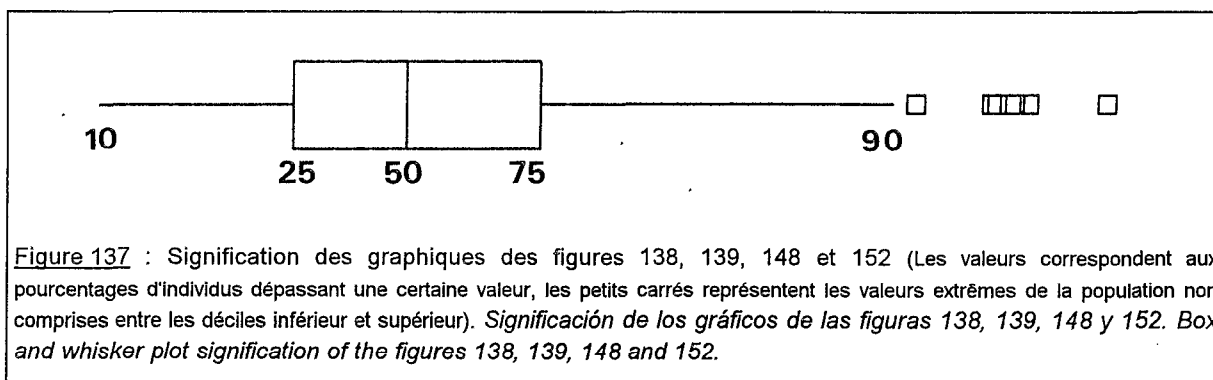 10 90
25 50 75
Figure 137 : Signification des graphiques des figures 138, 139, 148 et 152 (Les valeurs correspondent aux
pourcentages d'individus dépassant une certaine valeur, les petits carrés représentent les valeurs extrêmes de la population non
comprises entre les déciles inférieur et supérieur). Significación de los gráficos de las figuras 138, 139, 148 y 152. Box
and whisker plot signification of the figures 138, 139, 148 and 152.